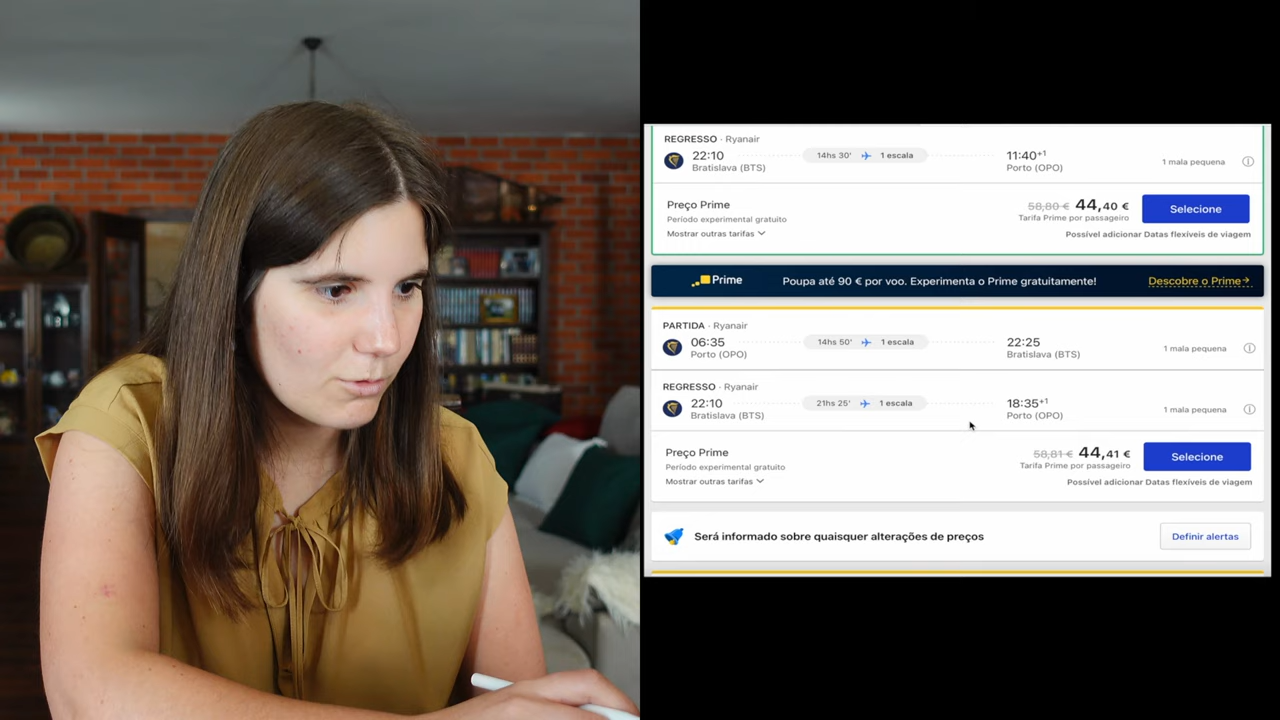 REGRESSO · Ryanair
22:10 14hs 30' 1 escala 11:40+1
Bratislava (BTS) Porto (OPO) 1 mala pequena
Preço Prime 58,80 € 44,40 € Selecione
Período experimental gratuito Tarifa Prime por passageiro
Mostrar outras tarifas Possível adicionar Datas flexíveis de viagem
Prime Poupa até 90 € por voo. Experimenta o Prime gratuitamente! Descobre o Prime→
PARTIDA · Ryanair
06:35 14hs 50' 1 escala 22:25
Porto (OPO) Bratislava (BTS) 1 mala pequena
REGRESSO · Ryanair
22:10 21hs 25' 1 escala 18:35+1
Bratislava (BTS) Porto (OPO) 1 mala pequena
Preço Prime 58,81 € 44,41 € Selecione
Período experimental gratuito Tarifa Prime por passageiro
Mostrar outras tarifas Possível adicionar Datas flexíveis de viagem
Será informado sobre quaisquer alterações de preços Definir alertas